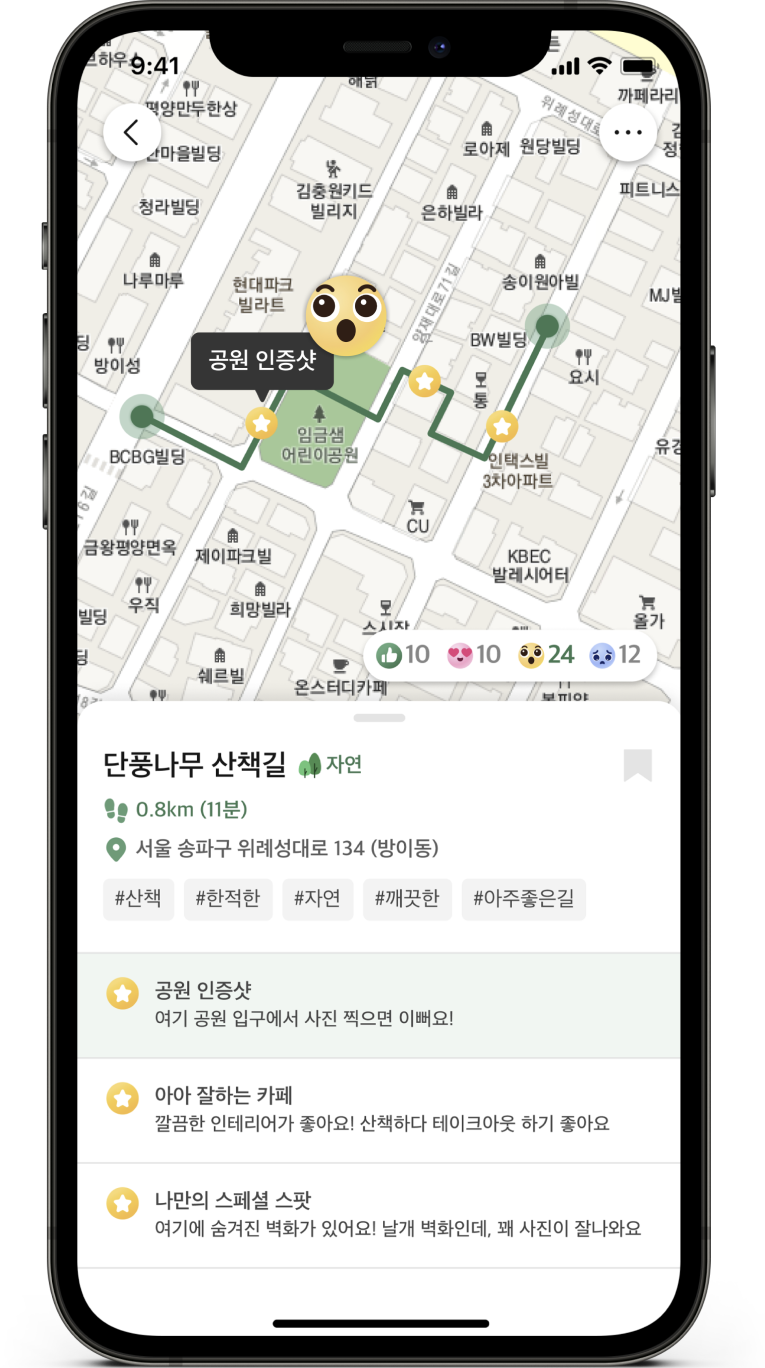 9:41
해닭
까페라리
평양만두한상
위례성대로
로아제
원당빌딩
한마을빌딩
김충원키드
빌리지
피트니스
청라빌딩
은하빌라
나루마루
현대파크
빌라트
양재대로71길
송이원아빌
BW빌딩
방이성
공원 인증샷
요시
통
임금샘
어린이공원
BCBG빌딩
인택스빌
3차아파트
CU
금왕평양면옥
제이파크빌
KBEC
발레시어터
우직
희망빌라
올가
빌딩
스시장
10
10
24
12
쉐르빌
온스터디카페
단풍나무 산책길 자연
0.8km (11분)
서울 송파구 위례성대로 134 (방이동)
#산책 #한적한 #자연 #깨끗한 #아주좋은길
공원 인증샷
여기 공원 입구에서 사진 찍으면 이뻐요!
아아 잘하는 카페
깔끔한 인테리어가 좋아요! 산책하다 테이크아웃 하기 좋아요
나만의 스페셜 스팟
여기에 숨겨진 벽화가 있어요! 날개 벽화인데, 꽤 사진이 잘나와요